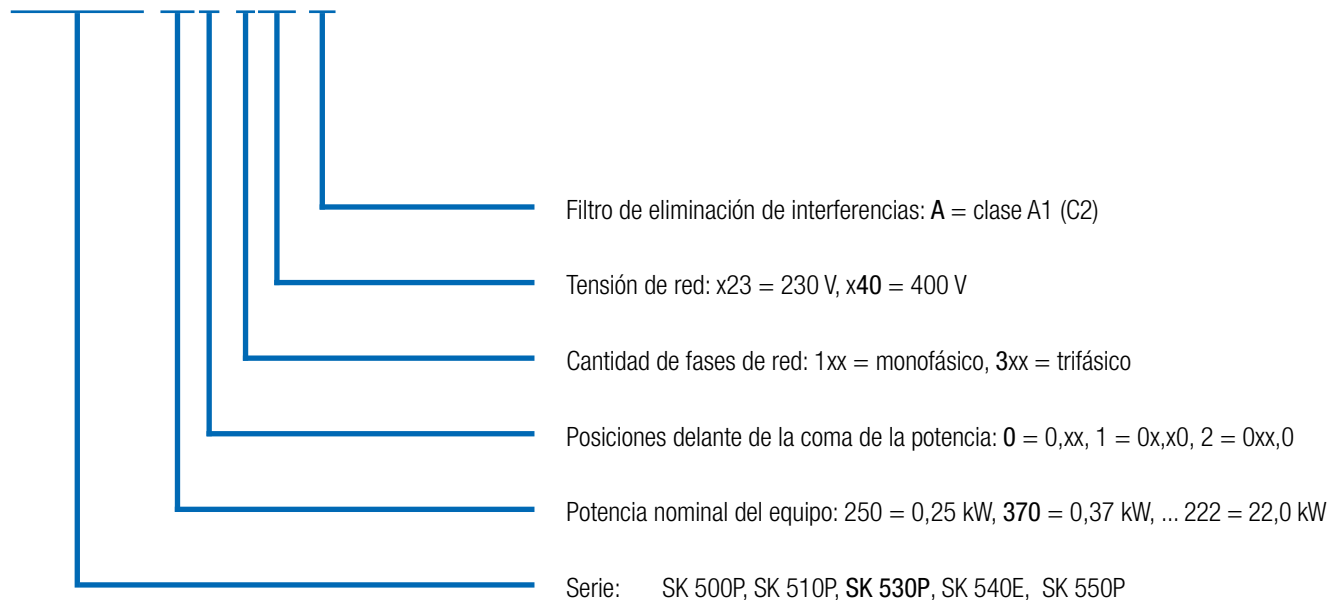 Filtro de eliminación de interferencias: A = clase A1 (C2)
Tensión de red: x23 = 230 V, x40 = 400 V
Cantidad de fases de red: 1xx = monofásico, 3xx = trifásico
Posiciones delante de la coma de la potencia: 0 = 0,xx, 1 = 0x,x0, 2 = 0xx,0
Potencia nominal del equipo: 250 = 0,25 kW, 370 = 0,37 kW, ... 222 = 22,0 kW
Serie: SK 500P, SK 510P, SK 530P, SK 540E, SK 550P